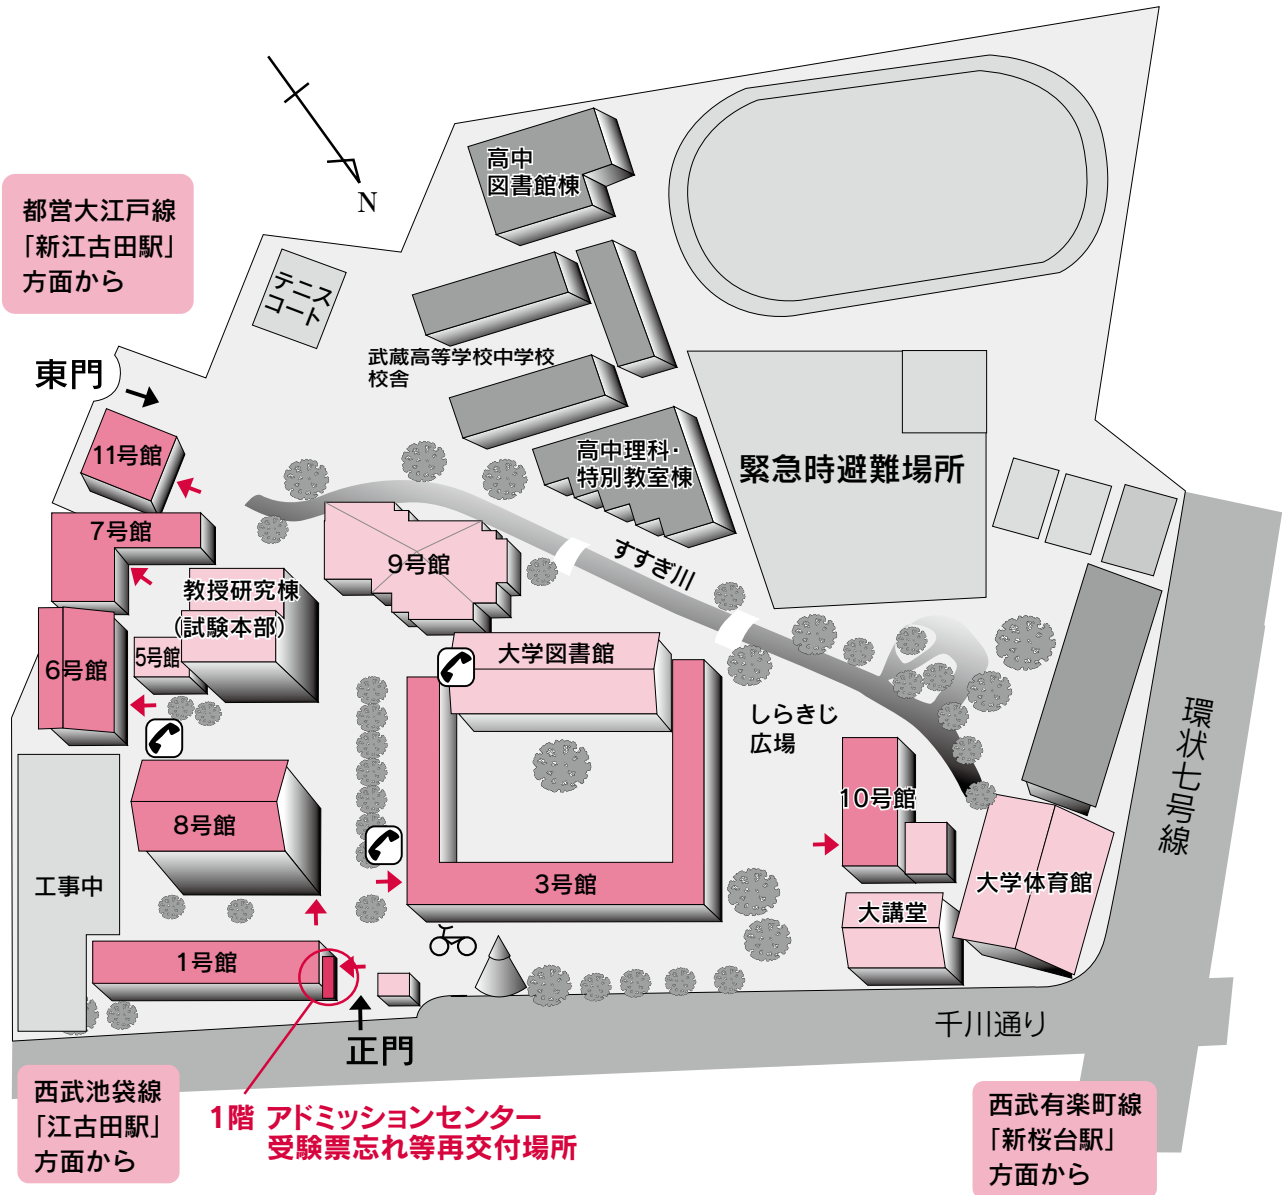 高中
図書館棟
N
都営大江戸線
「新江古田駅」
方面から
テニス
コート
武蔵高等学校中学校
校舎
東門
11号館
高中理科・
特別教室棟
緊急時避難場所
7号館
9号館
すすぎ川
教授研究棟
(試験本部)
5号館
6号館
大学図書館
しらきじ
広場
環状七号線
10号館
8号館
工事中
3号館
大学体育館
大講堂
1号館
千川通り
正門
西武池袋線
「江古田駅」
方面から
1階 アドミッションセンター
受験票忘れ等再交付場所
西武有楽町線
「新桜台駅」
方面から